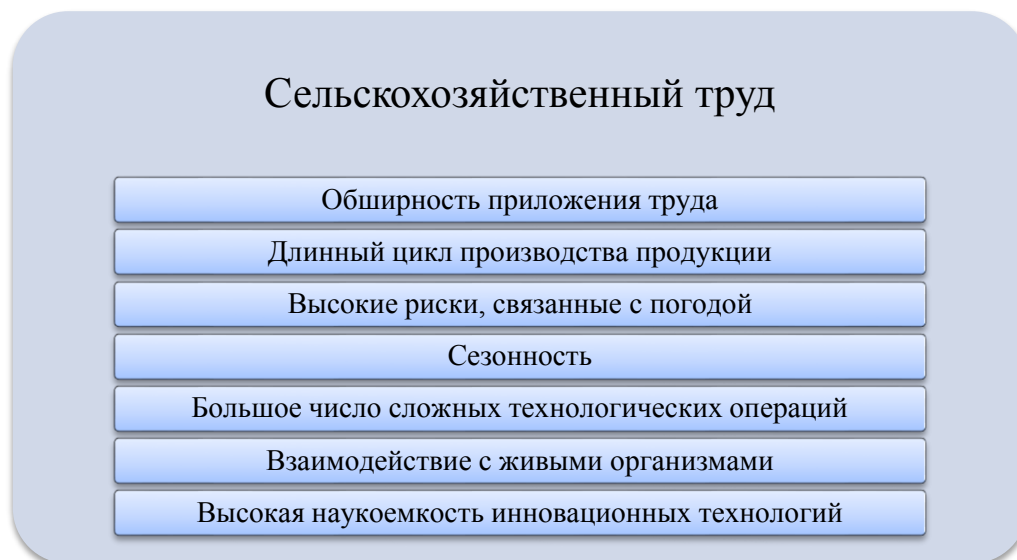 Сельскохозяйственный труд
Обширность приложения труда
Длинный цикл производства продукции
Высокие риски, связанные с погодой
Сезонность
Большое число сложных технологических операций
Взаимодействие с живыми организмами
Высокая наукоемкость инновационных технологий